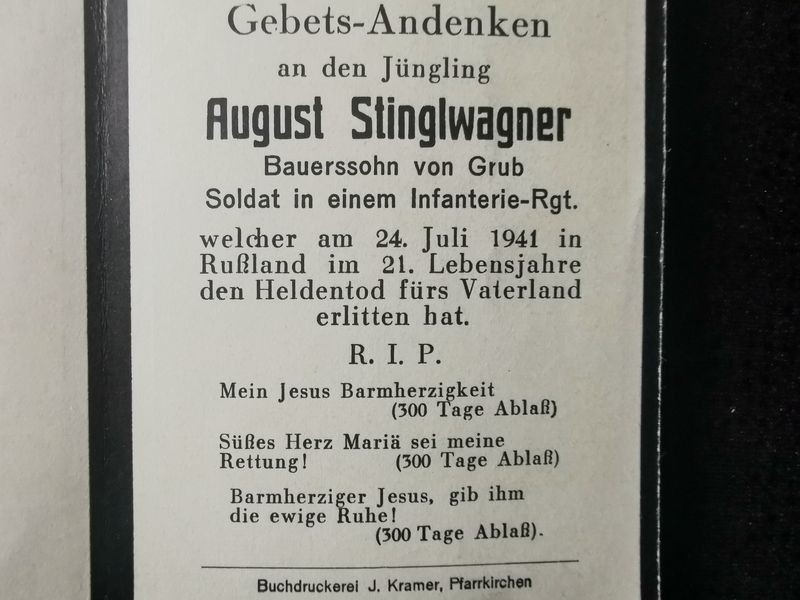 Gebets-Andenken
an den Jüngling
August Stinglwagner
Bauerssohn von Grub
Soldat in einem Infanterie-Rgt.
welcher am 24. Juli 1941 in
Rußland im 21. Lebensjahre
den Heldentod fürs Vaterland
erlitten hat.
R. I. P.
Mein Jesus Barmherzigkeit
(300 Tage Ablaß)
Süßes Herz Mariä sei meine
Rettung! (300 Tage Ablaß)
Barmherziger Jesus, gib ihm
die ewige Ruhe!
(300 Tage Ablaß).
Buchdruckerei J. Kramer, Pfarrkirchen